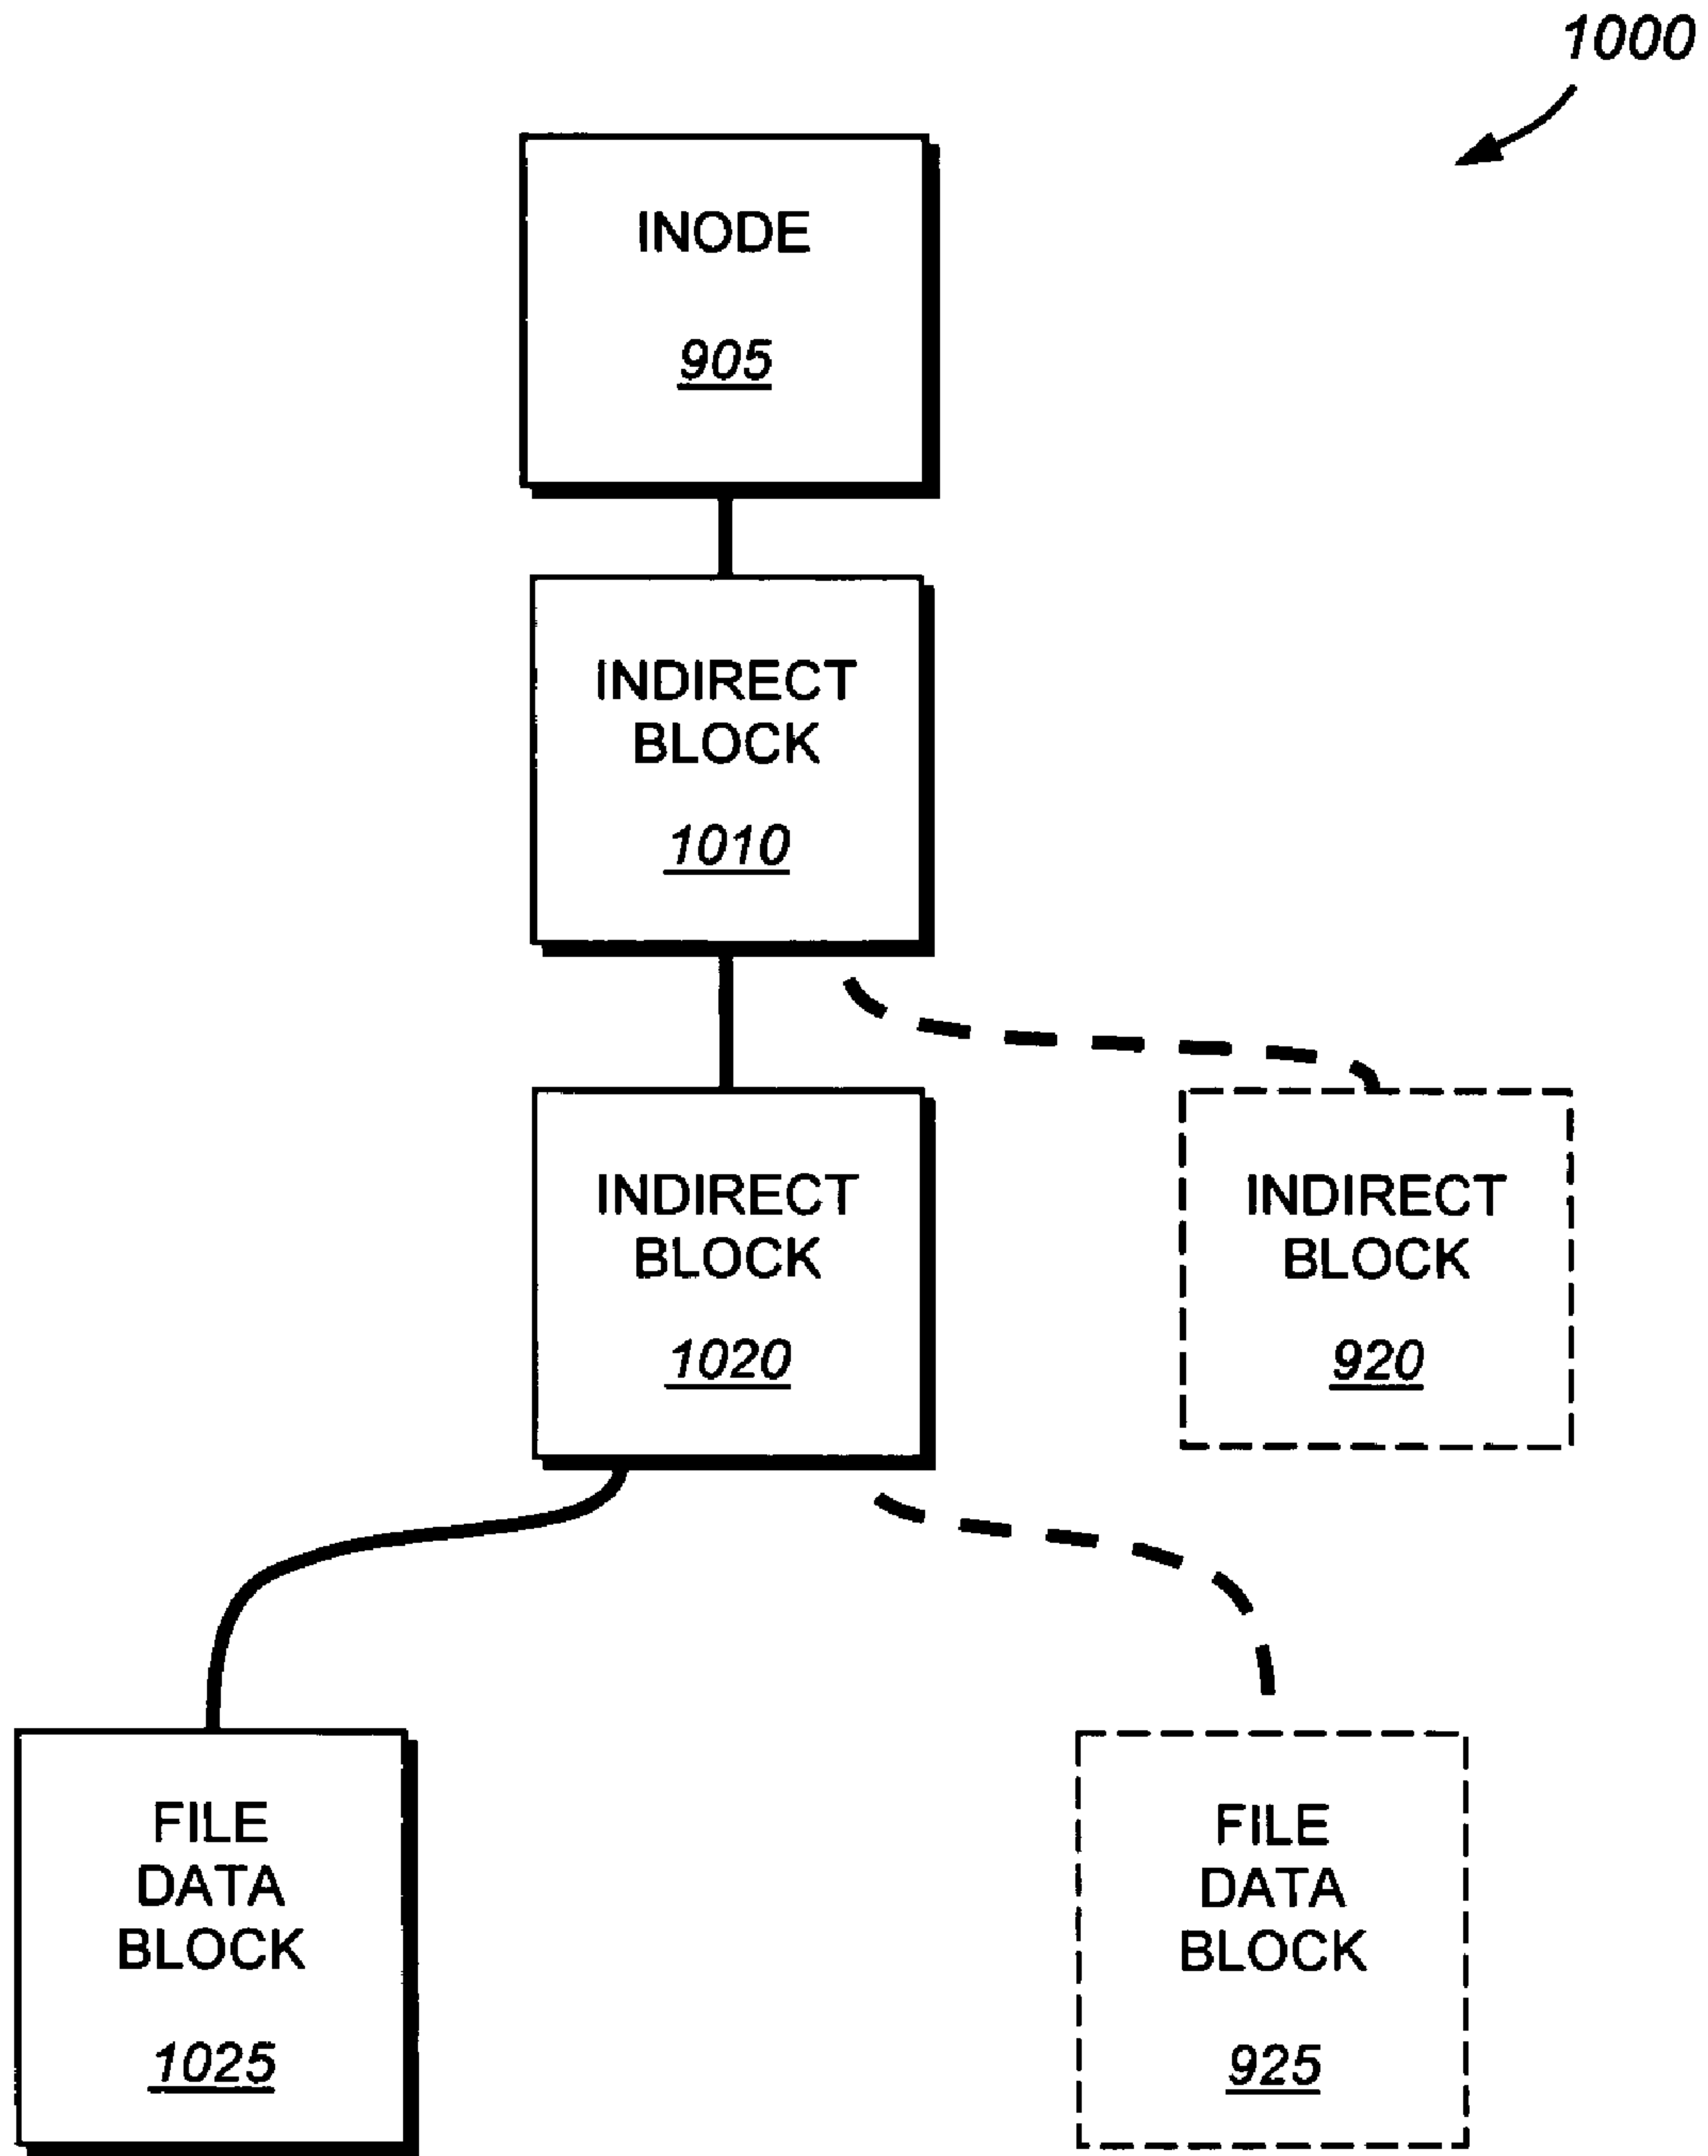 1000
INODE
905
INDIRECT
BLOCK
1010
INDIRECT
BLOCK
1020
INDIRECT
BLOCK
920
FILE
DATA
BLOCK
1025
FILE
DATA
BLOCK
925